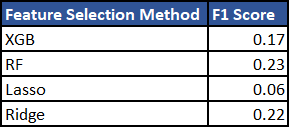 Feature Selection Method F1 Score
XGB 0.17
RF 0.23
Lasso 0.06
Ridge 0.22